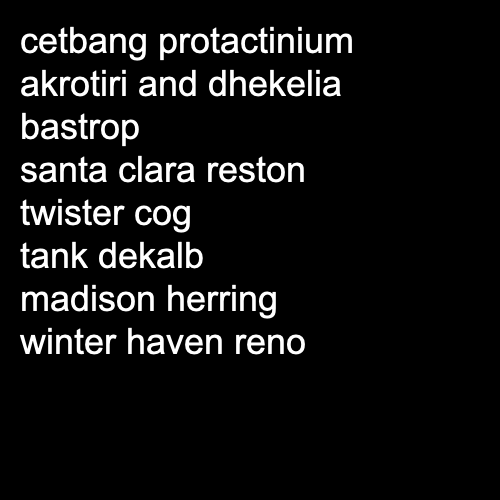 cetbang protactinium
akrotiri and dhekelia
bastrop
santa clara reston
twister cog
tank dekalb
madison herring
winter haven reno